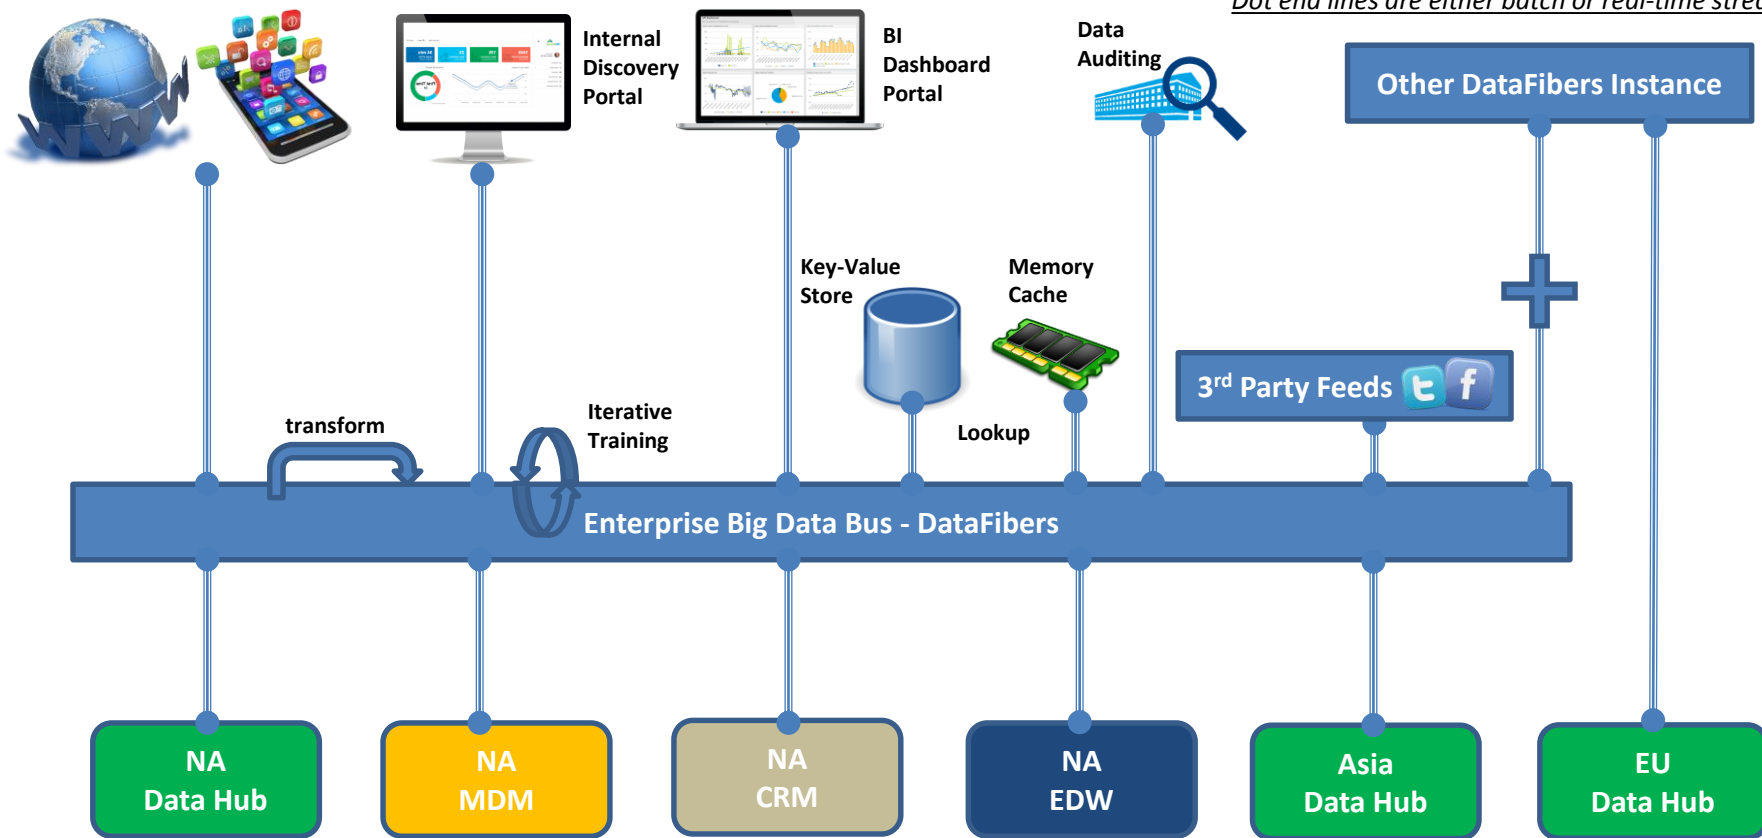 Dot end lines are either batch or real-time
Internal
Discovery
Portal
BI
Dashboard
Portal
Data
Auditing
Other DataFibers Instance
WWW
Key-Value
Store
Memory
Cache
3rd Party Feeds
t f
transform
Iterative
Training
Lookup
Enterprise Big Data Bus - DataFibers
NA
Data Hub
NA
MDM
NA
CRM
NA
EDW
Asia
Data Hub
EU
Data Hub